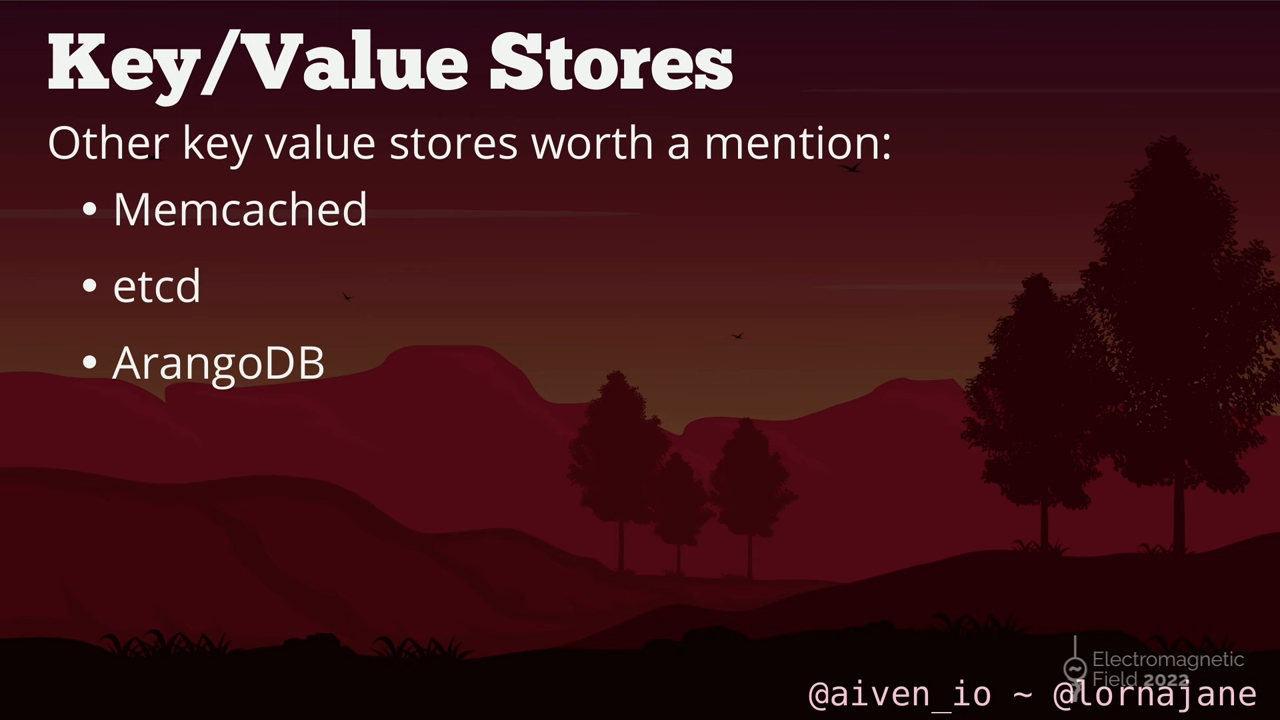 Key/Value Stores
Other key value stores worth a mention:
• Memcached
• etcd
• ArangoDB
Electromagnetic
Field 2022
@aiven_io ~ @lornajane